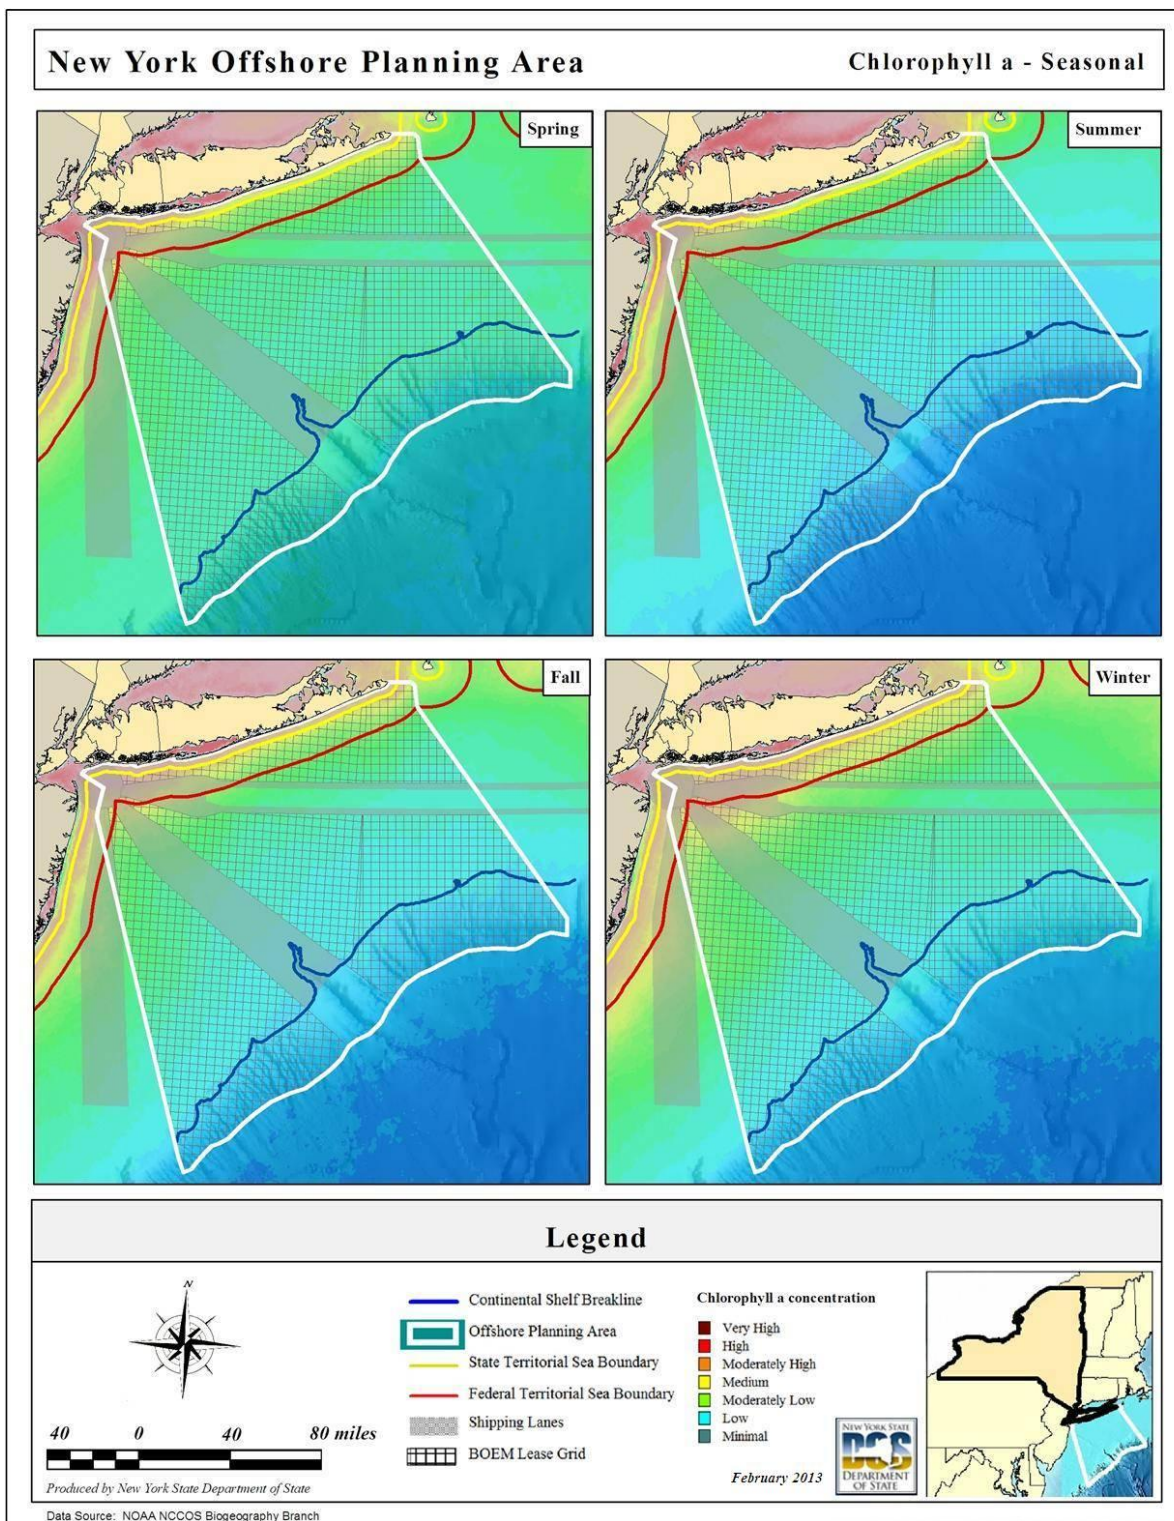 New York Offshore Planning Area
Chlorophyll a - Seasonal
Spring
Summer
Fall
Winter
Legend
N
40 0 40 80 miles
Produced by New York State Department of State
Continental Shelf Breakline
Offshore Planning Area
State Territorial Sea Boundary
Federal Territorial Sea Boundary
Shipping Lanes
BOEM Lease Grid
Chlorophyll a concentration
Very High
High
Moderately High
Medium
Moderately Low
Low
Minimal
February 2013
NEW YORK STATE
DOS
DEPARTMENT
OF STATE
Data Source: NOAA NCCOS Biogeography Branch